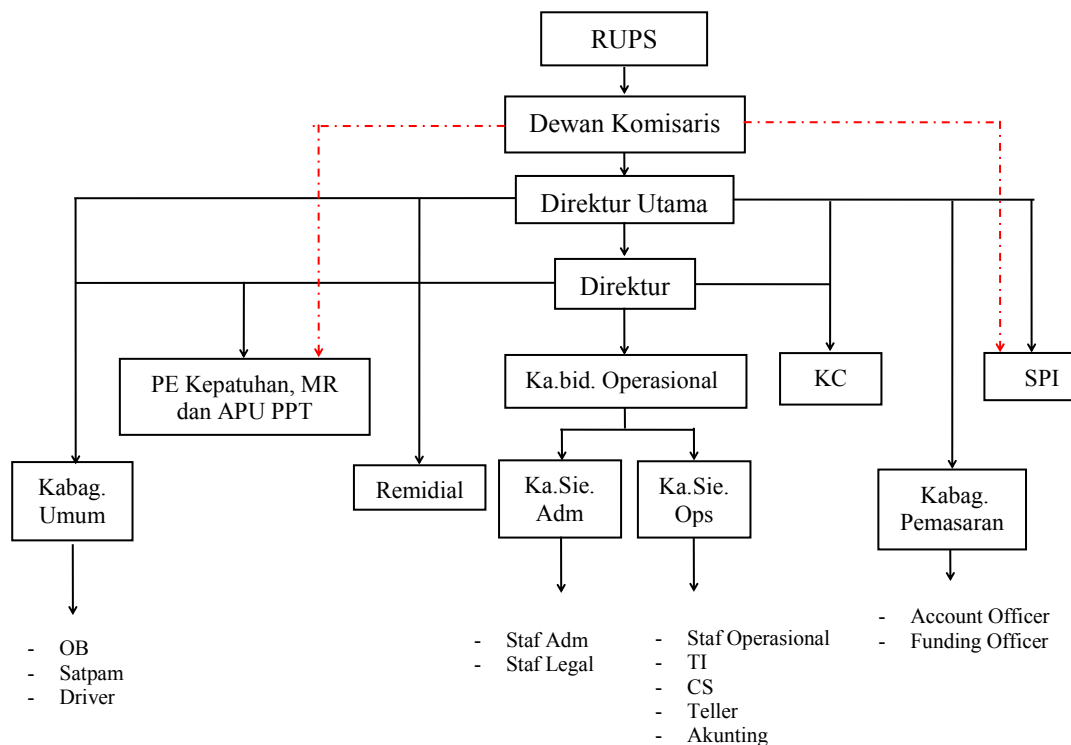 RUPS
Dewan Komisaris
Direktur Utama
Direktur
PE Kepatuhan, MR
dan APU PPT
Ka.bid. Operasional
KC
SPI
Kabag.
Umum
Remidial
Ka.Sie.
Adm
Ka.Sie.
Ops
Kabag.
Pemasaran
- OB
- Satpam
- Driver
- Staf Adm
- Staf Legal
- Staf Operasional
- TI
- CS
- Teller
- Akunting
- Account Officer
- Funding Officer